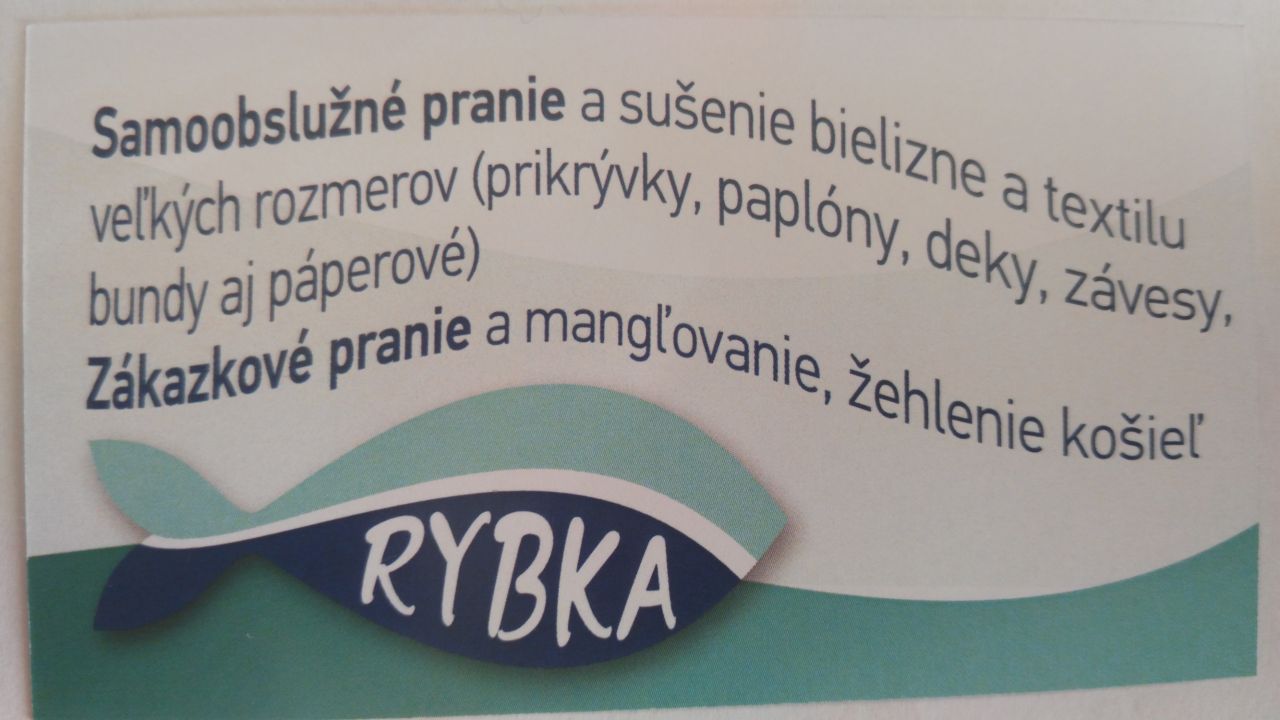 Samoobslužné pranie a sušenie bielizne a textilu
veľkých rozmerov (prikrývky, paplóny, deky, závesy,
bundy aj páperové)
Zákazkové pranie a mangľovanie, žehlenie košieľ
RYBKA